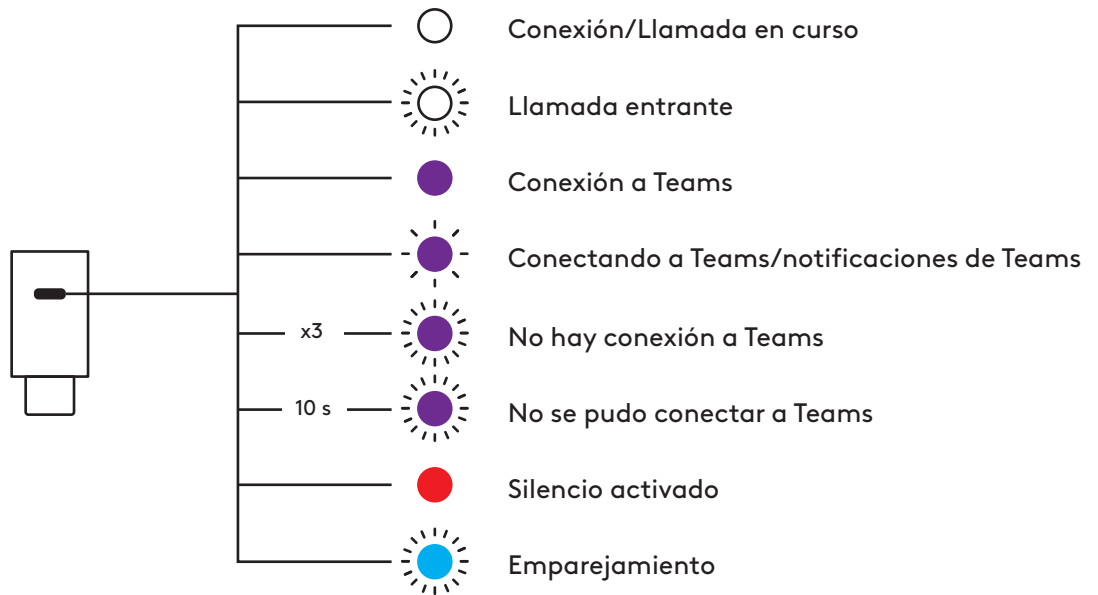 Conexión/Llamada en curso
Llamada entrante
Conexión a Teams
Conectando a Teams/notificaciones de Teams
x3 No hay conexión a Teams
10 s No se pudo conectar a Teams
Silencio activado
Emparejamiento